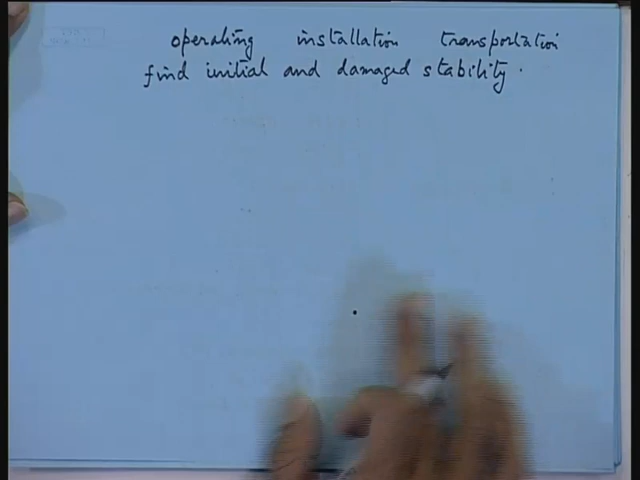 operating installation transportation
find initial and damaged stability.